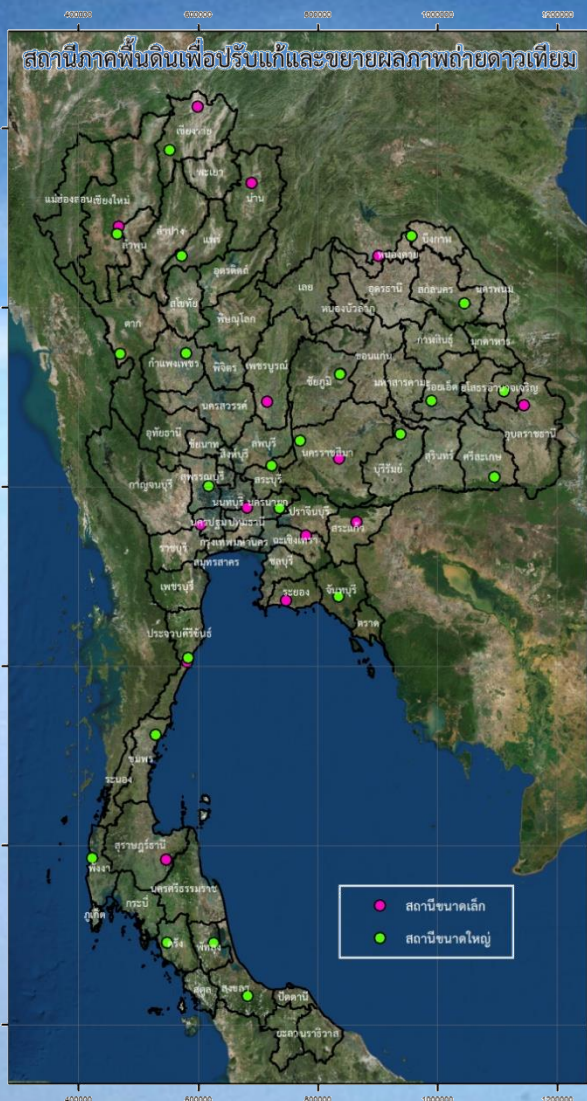 400000 600000 800000 1000000 1200000
สถานีภาคพื้นดินเพื่อปรับแก้และขยายผลภาพถ่ายดาวเทียม
เชียงราย
พะเยา
แม่ฮ่องสอน เชียงใหม่ น่าน
ลำปาง
ลำพูน แพร่
บึงกาฬ
หนองคาย
อุตรดิตถ์
เลย อุดรธานี สกลนคร นครพนม
สุโขทัย
หนองบัวลำภู
ตาก พิษณุโลก
กาฬสินธุ์ มุกดาหาร
กำแพงเพชร พิจิตร เพชรบูรณ์ ขอนแก่น
ชัยภูมิ มหาสารคาม ร้อยเอ็ด ยโสธร อำนาจเจริญ
นครสวรรค์
อุทัยธานี ชัยนาท ลพบุรี อุบลราชธานี
สิงห์บุรี นครราชสีมา บุรีรัมย์ สุรินทร์ ศรีสะเกษ
สุพรรณบุรี สระบุรี
กาญจนบุรี
นนทบุรี นครนายก ปราจีนบุรี
นครปฐม ปทุมธานี สระแก้ว
กรุงเทพมหานคร ฉะเชิงเทรา
ราชบุรี
สมุทรสาคร ชลบุรี
เพชรบุรี ระยอง จันทบุรี
ตราด
ประจวบคีรีขันธ์
ชุมพร
ระนอง
สุราษฎร์ธานี
พังงา
นครศรีธรรมราช
กระบี่
ภูเก็ต
ตรัง พัทลุง
สตูล สงขลา ปัตตานี
ยะลา นราธิวาส
สถานีขนาดเล็ก
สถานีขนาดใหญ่
400000 600000 800000 1000000 1200000